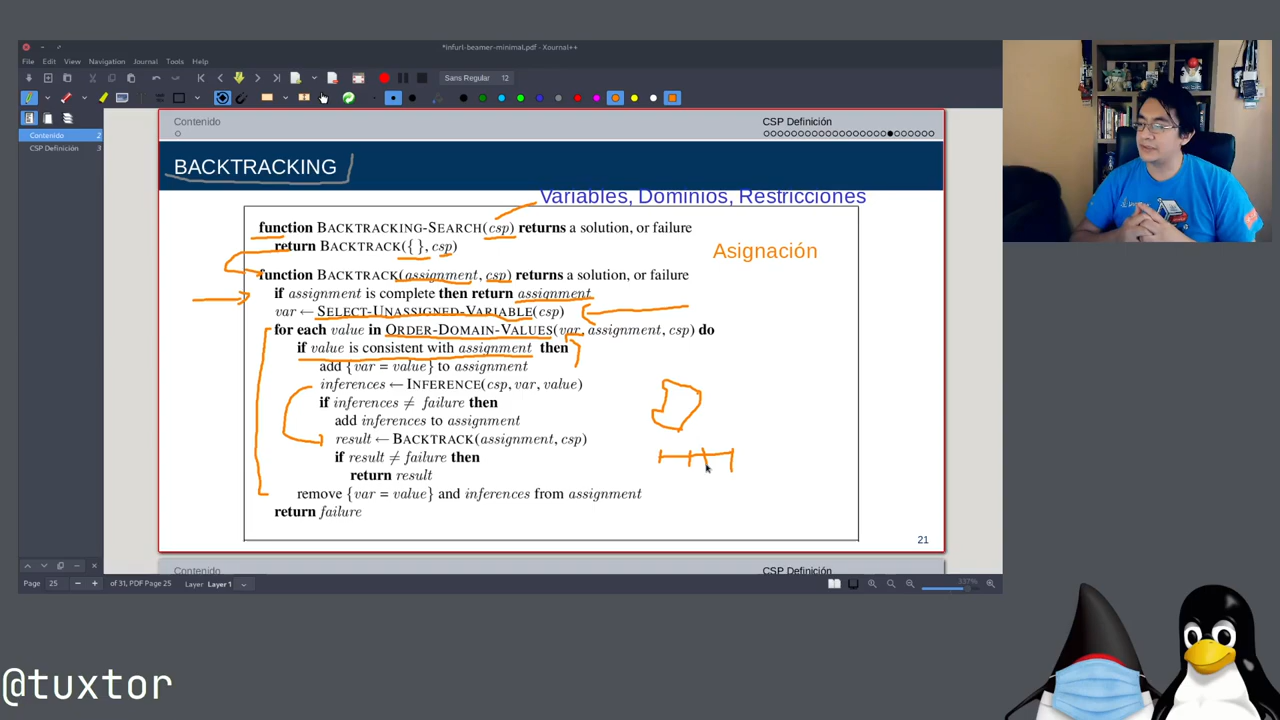 *infurl-beamer-minimal.pdf - Xournal++
File Edit View Navigation Journal Tools Help
Sans Regular 12
Contenido 2
CSP Definición 3
Contenido CSP Definición
BACKTRACKING
Variables, Dominios, Restricciones
function BACKTRACKING-SEARCH(csp) returns a solution, or failure
return BACKTRACK({ }, csp)
Asignación
function BACKTRACK(assignment, csp) returns a solution, or failure
if assignment is complete then return assignment
var ← SELECT-UNASSIGNED-VARIABLE(csp)
for each value in ORDER-DOMAIN-VALUES(var, assignment, csp) do
if value is consistent with assignment then
add {var = value} to assignment
inferences ← INFERENCE(csp, var, value)
if inferences ≠ failure then
add inferences to assignment
result ← BACKTRACK(assignment, csp)
if result ≠ failure then
return result
remove {var = value} and inferences from assignment
return failure
21
Contenido CSP Definición
Page 25 of 31, PDF Page 25 Layer Layer 1 337%
@tuxtor